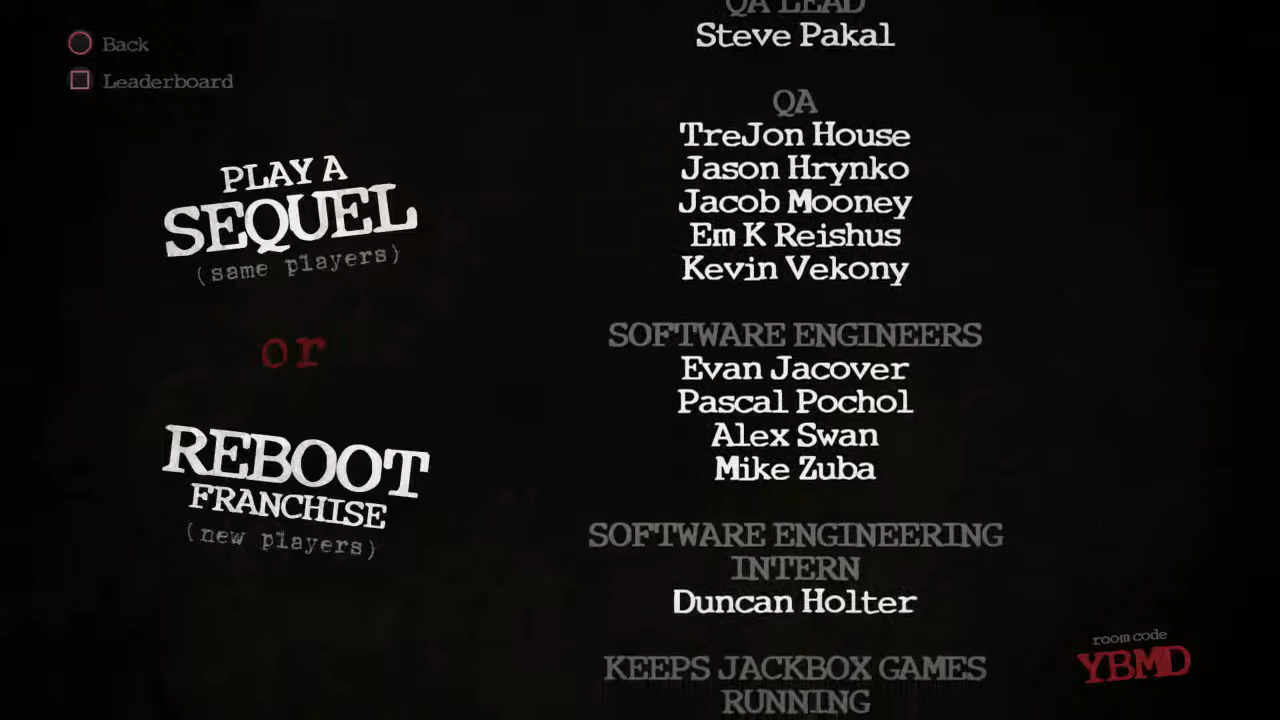 Back
Leaderboard
PLAY A
SEQUEL
(same players)
or
REBOOT
FRANCHISE
(new players)
QA LEAD
Steve Pakal
QA
TreJon House
Jason Hrynko
Jacob Mooney
Em K Reishus
Kevin Vekony
SOFTWARE ENGINEERS
Evan Jacover
Pascal Pochol
Alex Swan
Mike Zuba
SOFTWARE ENGINEERING
INTERN
Duncan Holter
KEEPS JACKBOX GAMES
RUNNING
room code
YBMD